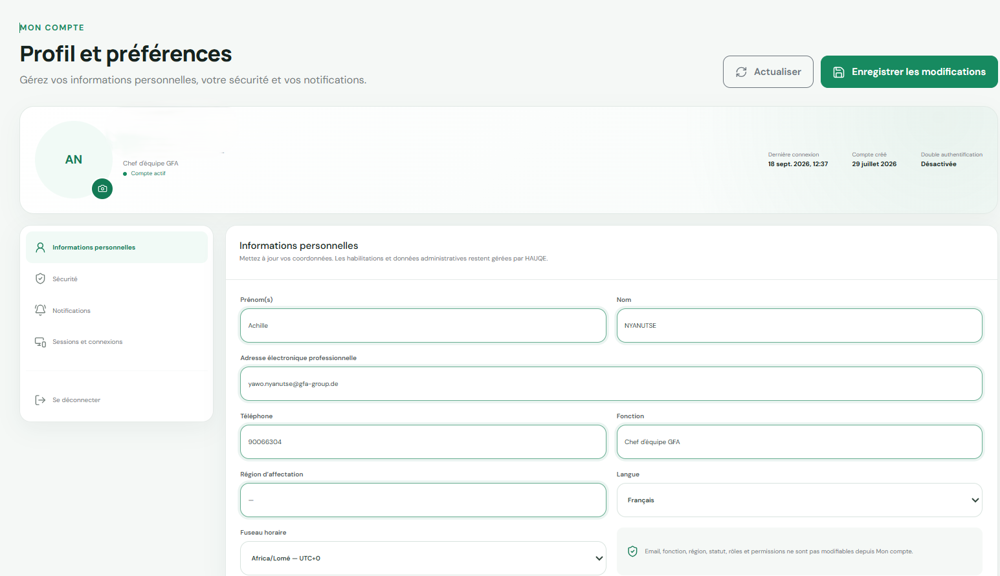 MON COMPTE
Profil et préférences
Gérez vos informations personnelles, votre sécurité et vos notifications.
Actualiser
Enregistrer les modifications
AN
Chef d'équipe GFA
Compte actif
Dernière connexion
18 sept. 2026, 12:37
Compte créé
29 juillet 2026
Double authentification
Désactivée
Informations personnelles
Sécurité
Notifications
Sessions et connexions
Se déconnecter
Informations personnelles
Mettez à jour vos coordonnées. Les habilitations et données administratives restent gérées par HAUQE.
Prénom(s)
Achille
Nom
NYANUTSE
Adresse électronique professionnelle
yawo.nyanutse@gfa-group.de
Téléphone
90066304
Fonction
Chef d'équipe GFA
Région d’affectation
—
Langue
Français
Fuseau horaire
Africa/Lomé — UTC+0
Email, fonction, région, statut, rôles et permissions ne sont pas modifiables depuis Mon compte.